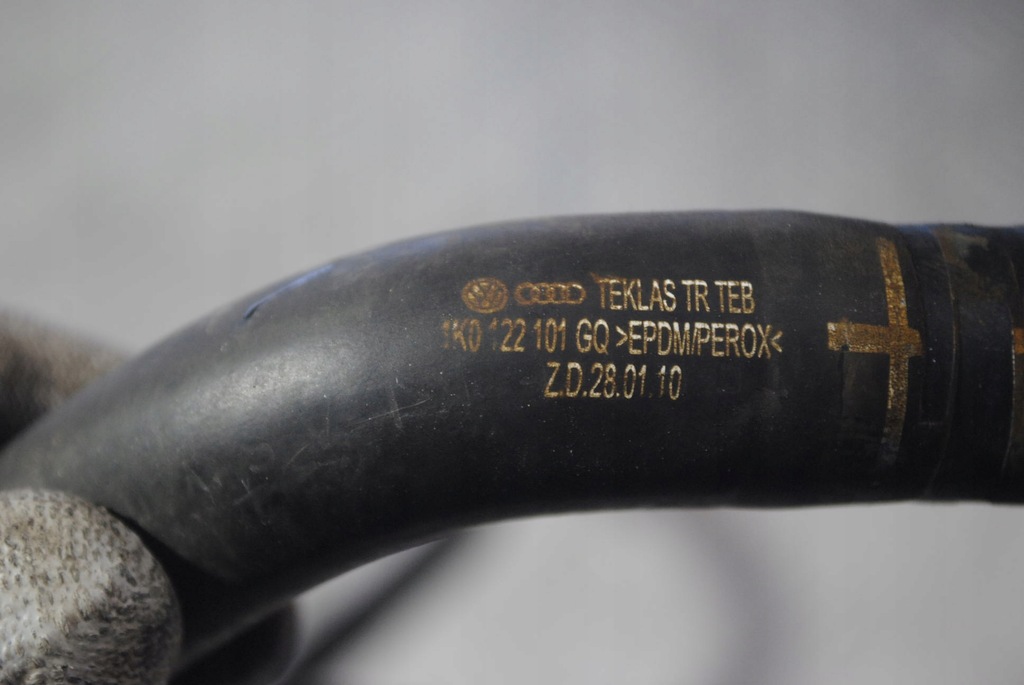 TEKLAS TR TEB
1K0 122 101 GQ >EPDM/PEROX<
Z.D.28.01.10